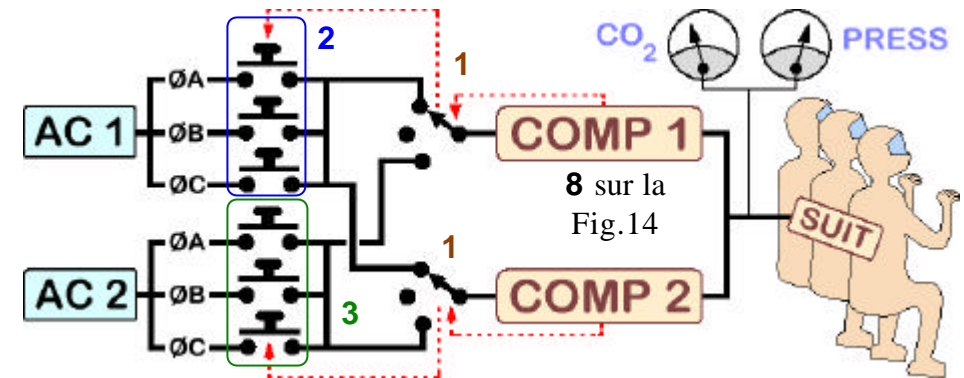 2
CO2
PRESS
1
ØA
AC 1
ØB
COMP 1
ØC
8 sur la
Fig.14
SUIT
ØA
1
AC 2
ØB
COMP 2
3
ØC